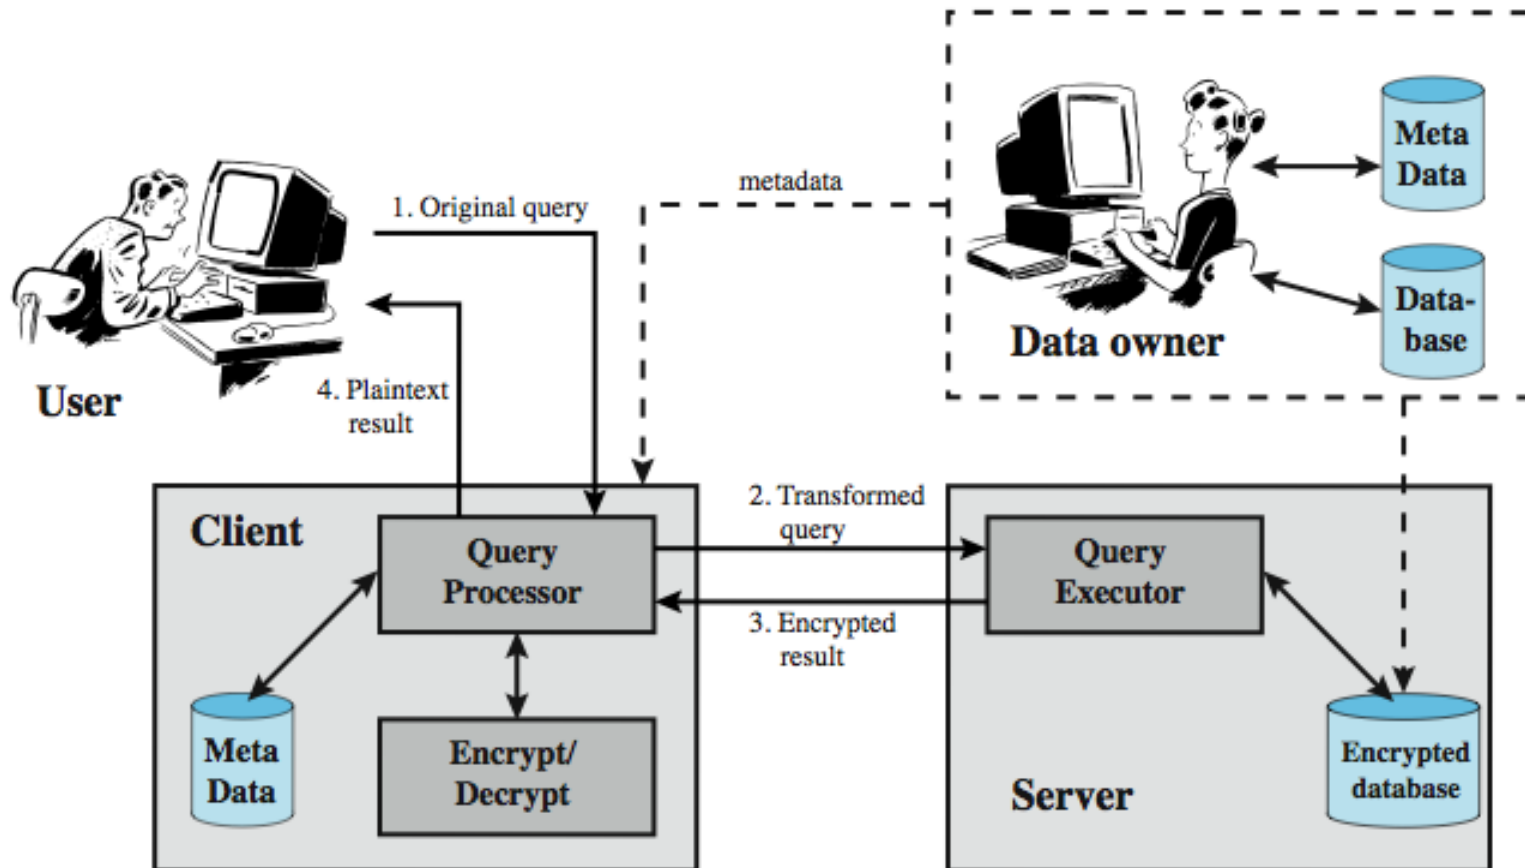 Meta
Data
metadata
1. Original query
Data-
base
Data owner
User
4. Plaintext
result
Client
Query
Processor
2. Transformed
query
3. Encrypted
result
Query
Executor
Meta
Data
Encrypt/
Decrypt
Server
Encrypted
database